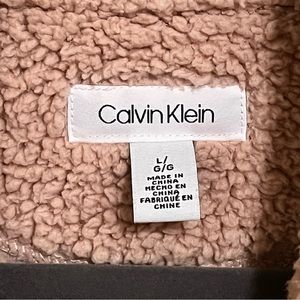 Calvin Klein
L/
G/G
MADE IN
CHINA
HECHO EN
CHINA
FABRIQUÉ EN
CHINE